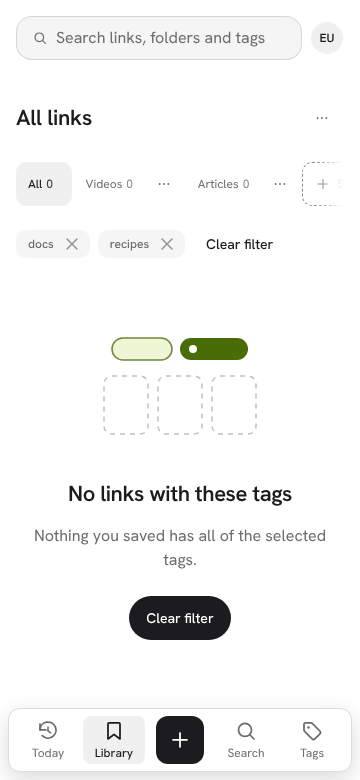 Search links, folders and tags
EU
All links
All 0
Videos 0
Articles 0
docs
recipes
Clear filter
No links with these tags
Nothing you saved has all of the selected
tags.
Clear filter
Today
Library
Search
Tags